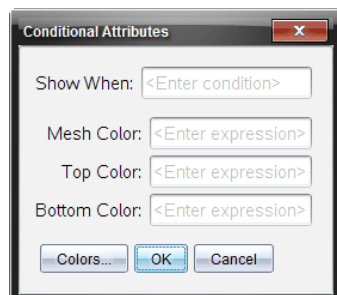 Conditional Attributes
Show When: <Enter condition>
Mesh Color: <Enter expression>
Top Color: <Enter expression>
Bottom Color: <Enter expression>
Colors... OK Cancel